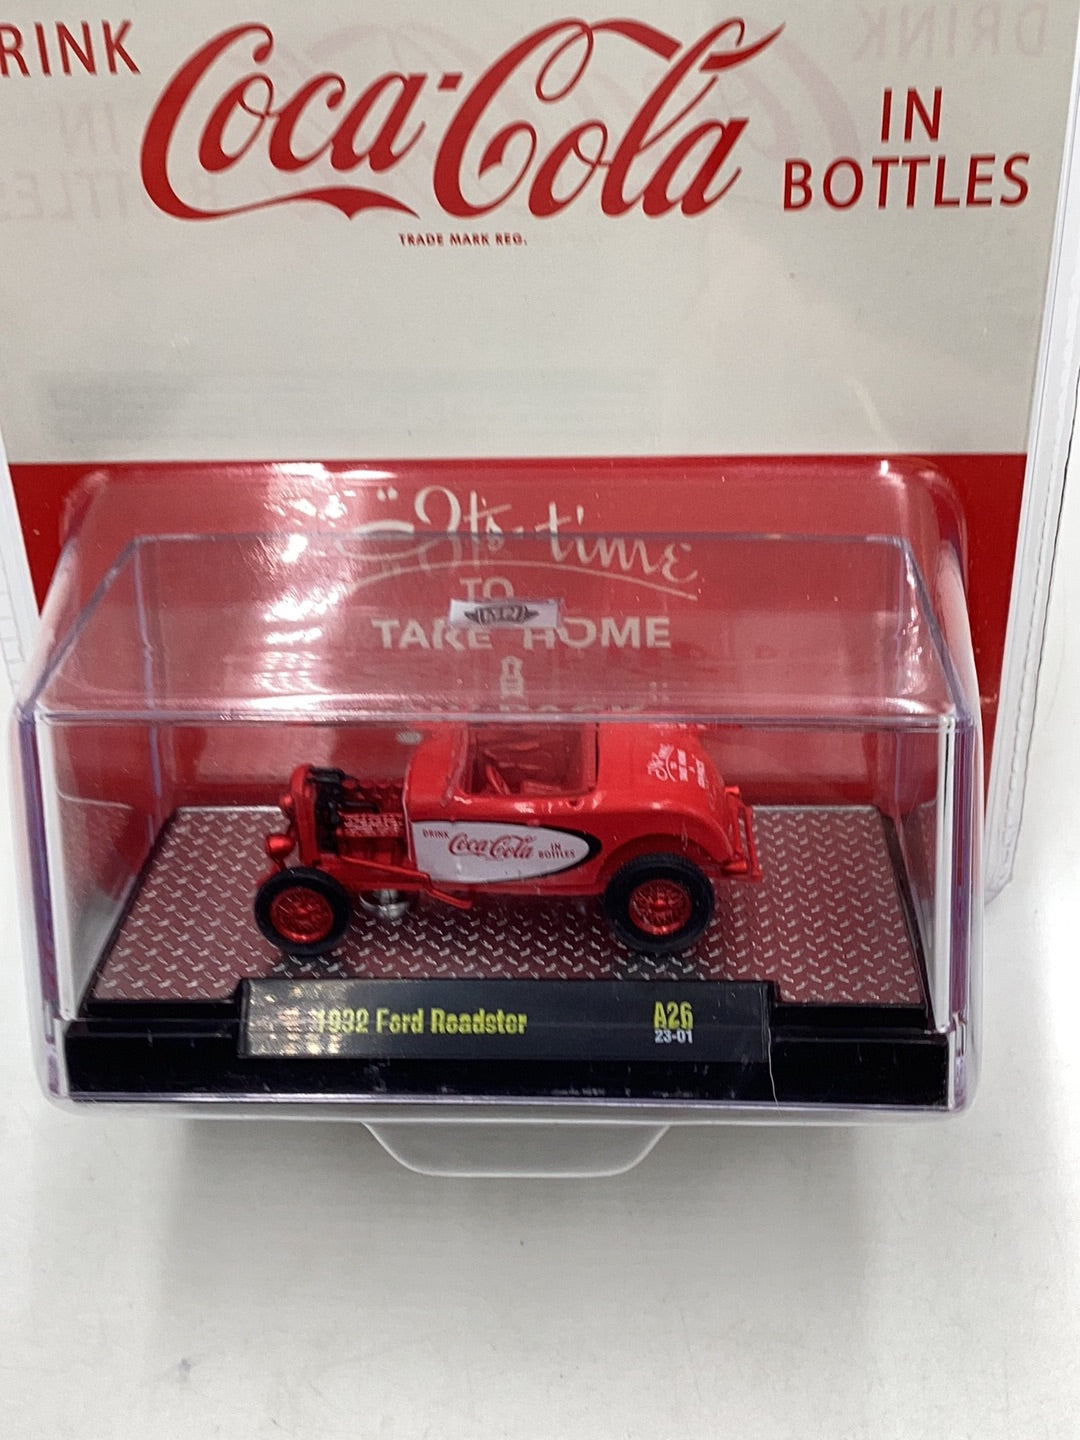 DRINK Coca-Cola IN BOTTLES
TRADE MARK REG.
"It's time
TO
TAKE HOME
DRINK Coca-Cola IN BOTTLES
1932 Ford Roadster
A26
23-01